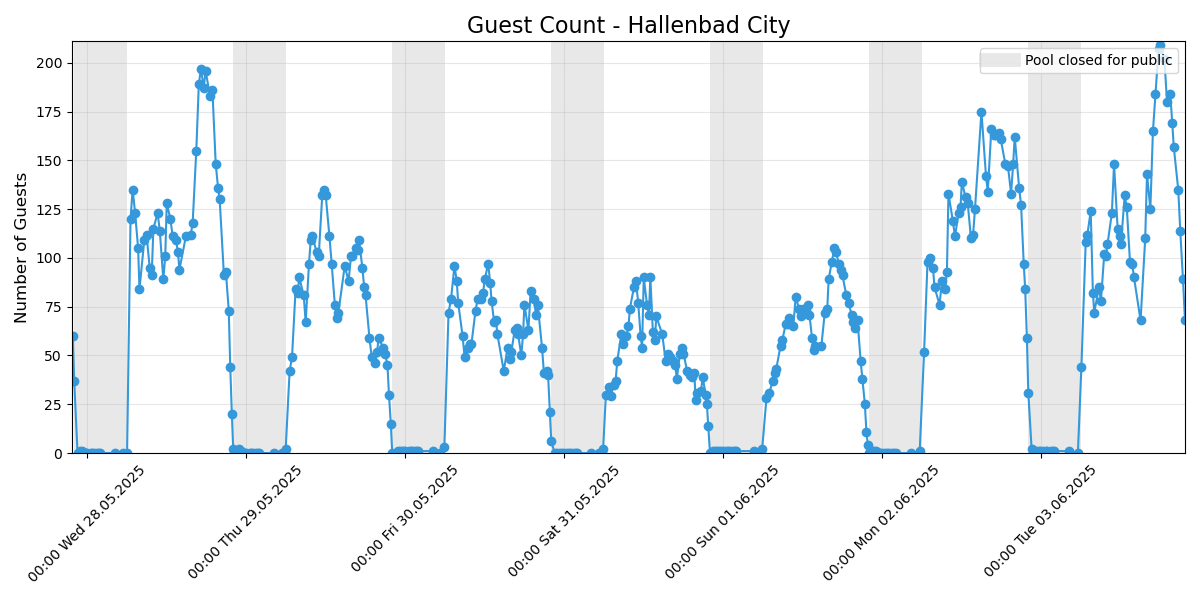 Guest Count - Hallenbad City
Pool closed for public
Number of Guests
200
175
150
125
100
75
50
25
0
00:00 Wed 28.05.2025
00:00 Thu 29.05.2025
00:00 Fri 30.05.2025
00:00 Sat 31.05.2025
00:00 Sun 01.06.2025
00:00 Mon 02.06.2025
00:00 Tue 03.06.2025